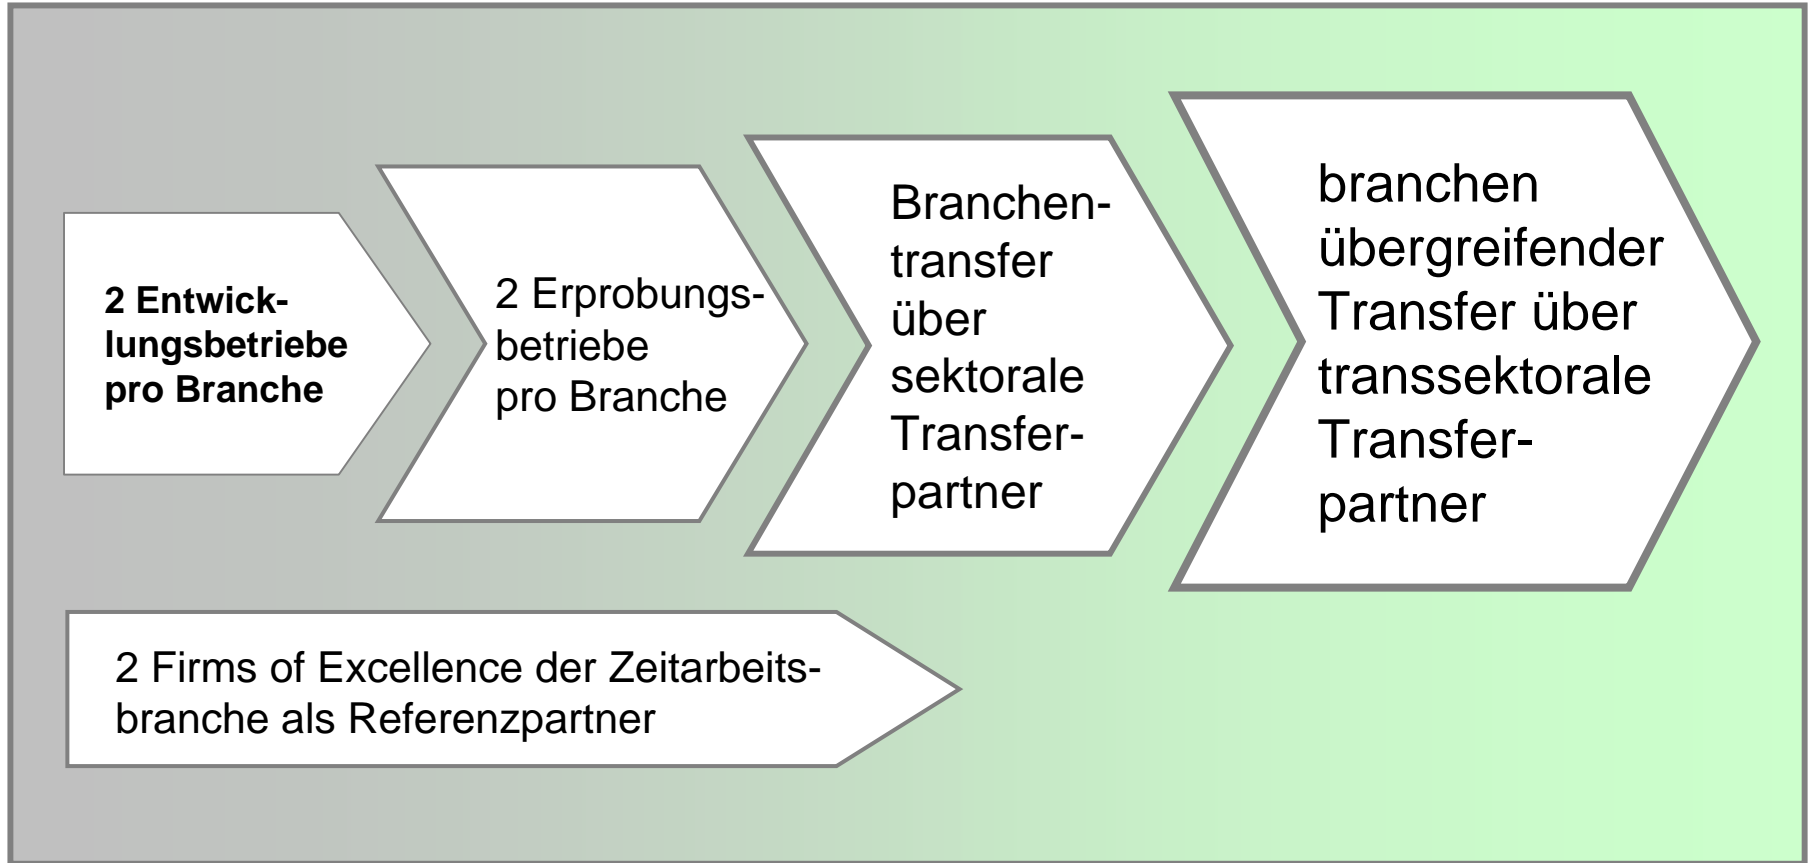 2 Entwick-
lungsbetriebe
pro Branche
2 Erprobungs-
betriebe
pro Branche
Branchen-
transfer
über
sektorale
Transfer-
partner
branchen
übergreifender
Transfer über
transsektorale
Transfer-
partner
2 Firms of Excellence der Zeitarbeits-
branche als Referenzpartner